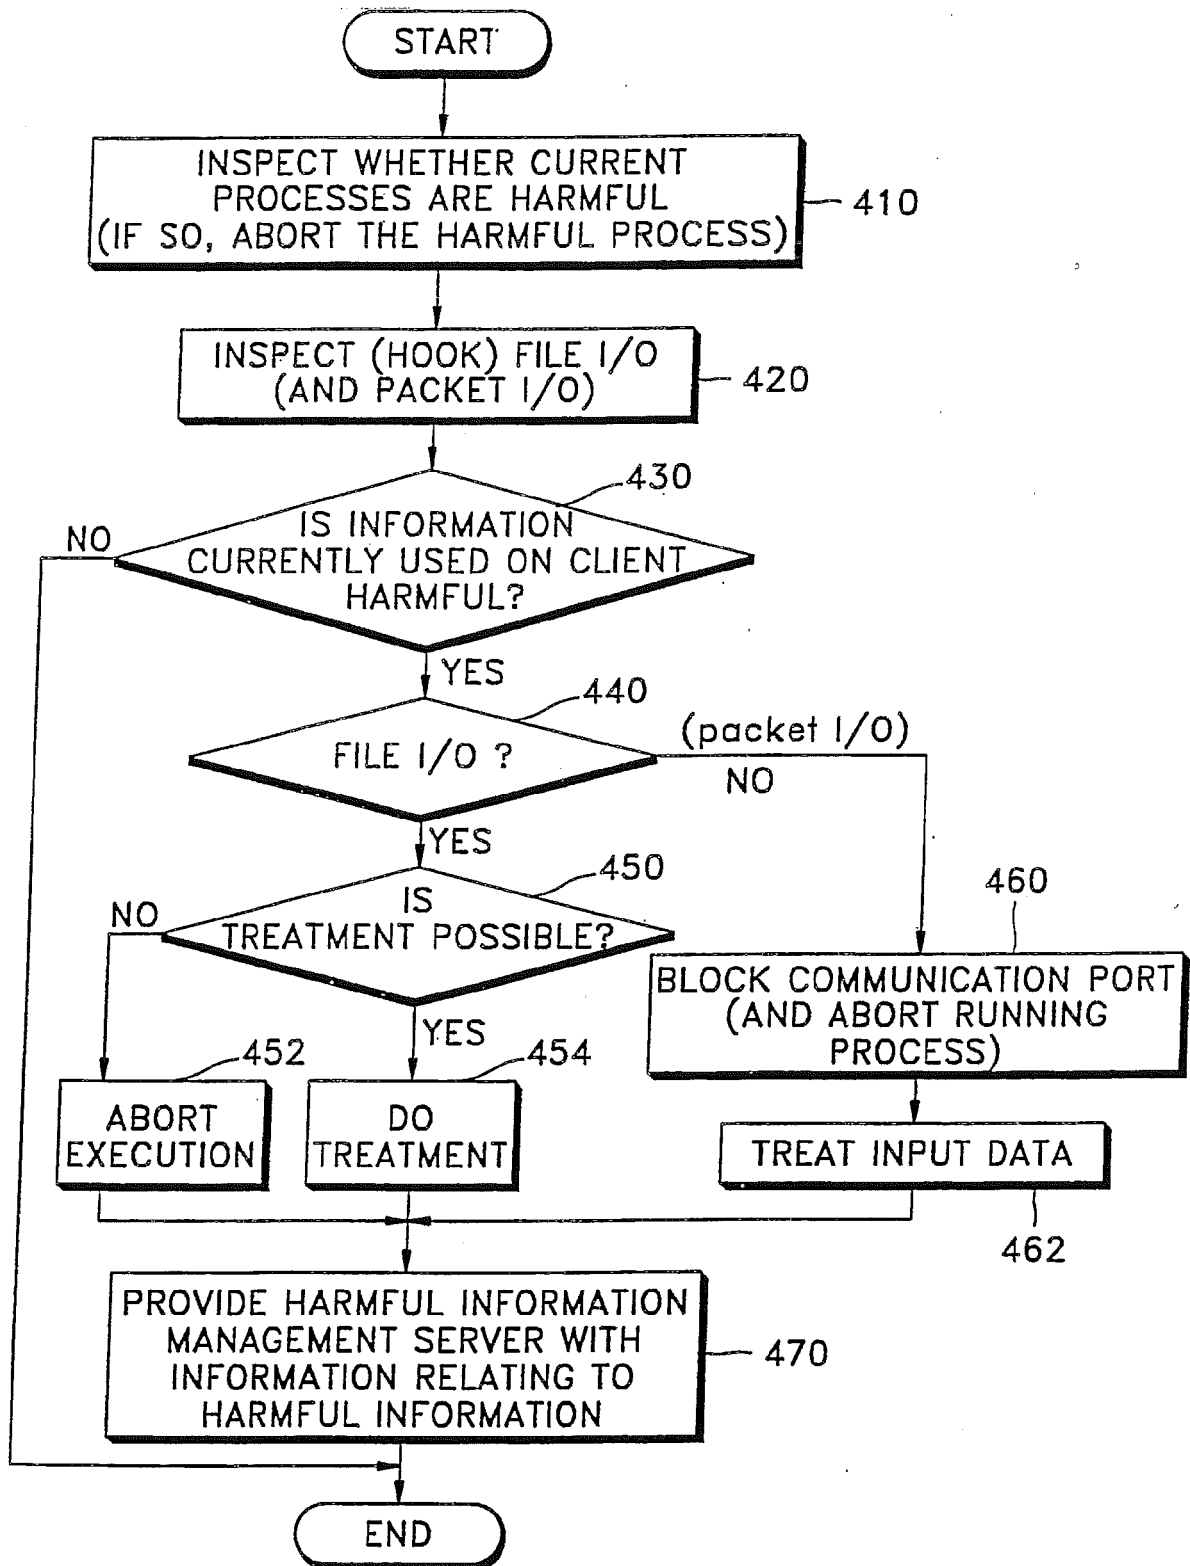 START
INSPECT WHETHER CURRENT
PROCESSES ARE HARMFUL
(IF SO, ABORT THE HARMFUL PROCESS)
410
INSPECT (HOOK) FILE I/O
(AND PACKET I/O)
420
430
IS INFORMATION
CURRENTLY USED ON CLIENT
HARMFUL?
NO
YES
440
FILE I/O ?
(packet I/O)
NO
YES
450
IS
TREATMENT POSSIBLE?
NO
YES
460
BLOCK COMMUNICATION PORT
(AND ABORT RUNNING
PROCESS)
452
ABORT
EXECUTION
454
DO
TREATMENT
TREAT INPUT DATA
462
PROVIDE HARMFUL INFORMATION
MANAGEMENT SERVER WITH
INFORMATION RELATING TO
HARMFUL INFORMATION
470
END